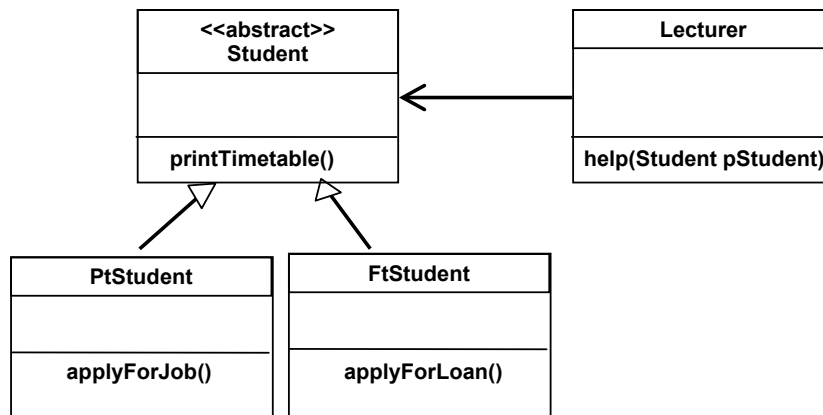 <<abstract>>
Student
printTimetable()
Lecturer
help(Student pStudent)
PtStudent
applyForJob()
FtStudent
applyForLoan()